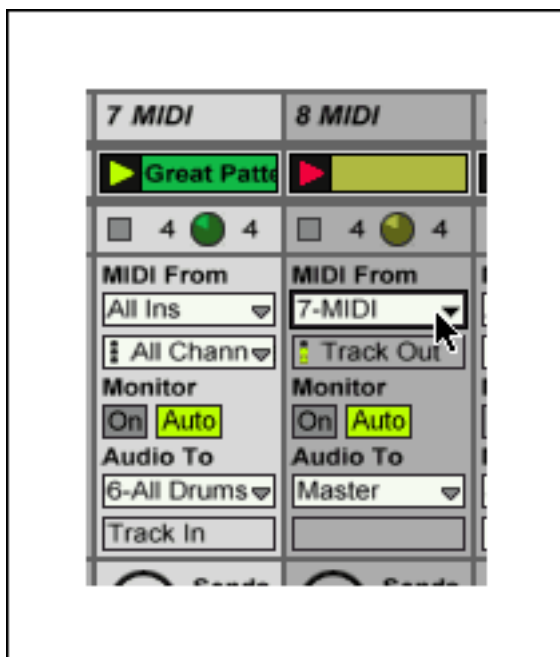 7 MIDI
8 MIDI
Great Patte
4 4
4 4
MIDI From
All Ins
All Chann
Monitor
On Auto
Audio To
6-All Drums
Track In
MIDI From
7-MIDI
Track Out
Monitor
On Auto
Audio To
Master
Sends
Sends